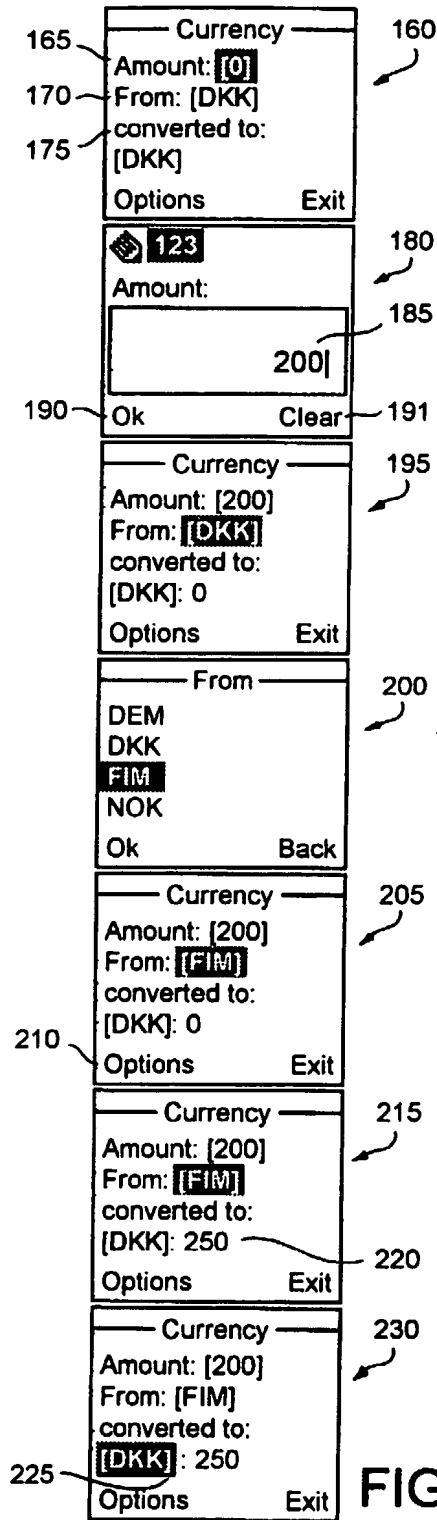 Currency
165 Amount: [0] 160
170 From: [DKK]
175 converted to:
[DKK]
Options Exit
123 180
Amount:
185
200
190 Ok Clear 191
Currency 195
Amount: [200]
From: [DKK]
converted to:
[DKK]: 0
Options Exit
From 200
DEM
DKK
FIM
NOK
Ok Back
Currency 205
Amount: [200]
From: [FIM]
converted to:
[DKK]: 0
210 Options Exit
Currency 215
Amount: [200]
From: [FIM]
converted to:
[DKK]: 250 220
Options Exit
Currency 230
Amount: [200]
From: [FIM]
converted to:
[DKK] : 250
225 Options Exit FIG